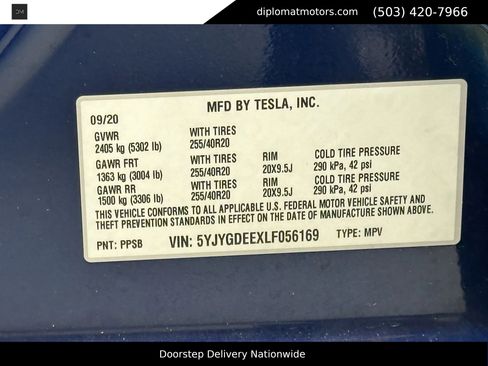 DM
diplomatmotors.com (503) 420-7966
MFD BY TESLA, INC.
09/20
GVWR WITH TIRES
2405 kg (5302 lb) 255/40R20
GAWR FRT WITH TIRES RIM COLD TIRE PRESSURE
1363 kg (3004 lb) 255/40R20 20X9.5J 290 kPa, 42 psi
GAWR RR WITH TIRES RIM COLD TIRE PRESSURE
1500 kg (3306 lb) 255/40R20 20X9.5J 290 kPa, 42 psi
THIS VEHICLE CONFORMS TO ALL APPLICABLE U.S. FEDERAL MOTOR VEHICLE SAFETY AND
THEFT PREVENTION STANDARDS IN EFFECT ON THE DATE OF MANUFACTURE SHOWN ABOVE.
PNT: PPSB VIN: 5YJYGDEEXLF056169 TYPE: MPV
Doorstep Delivery Nationwide